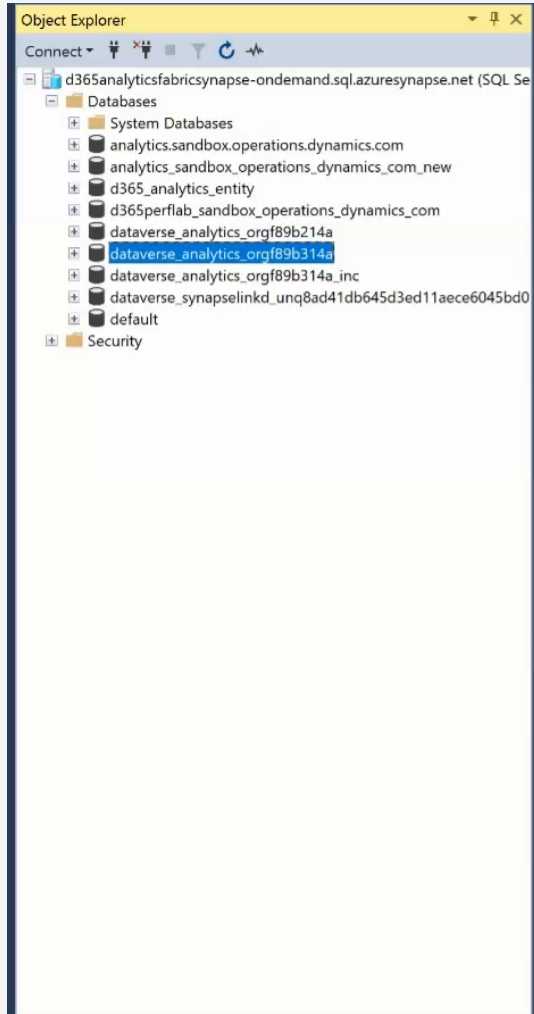 Object Explorer
Connect
d365analyticsfabricsynapse-ondemand.sql.azuresynapse.net (SQL Se
Databases
System Databases
analytics.sandbox.operations.dynamics.com
analytics_sandbox_operations_dynamics_com_new
d365_analytics_entity
d365perflab_sandbox_operations_dynamics_com
dataverse_analytics_orgf89b214a
dataverse_analytics_orgf89b314a
dataverse_analytics_orgf89b314a_inc
dataverse_synapselinkd_unq8ad41db645d3ed11aece6045bd0
default
Security